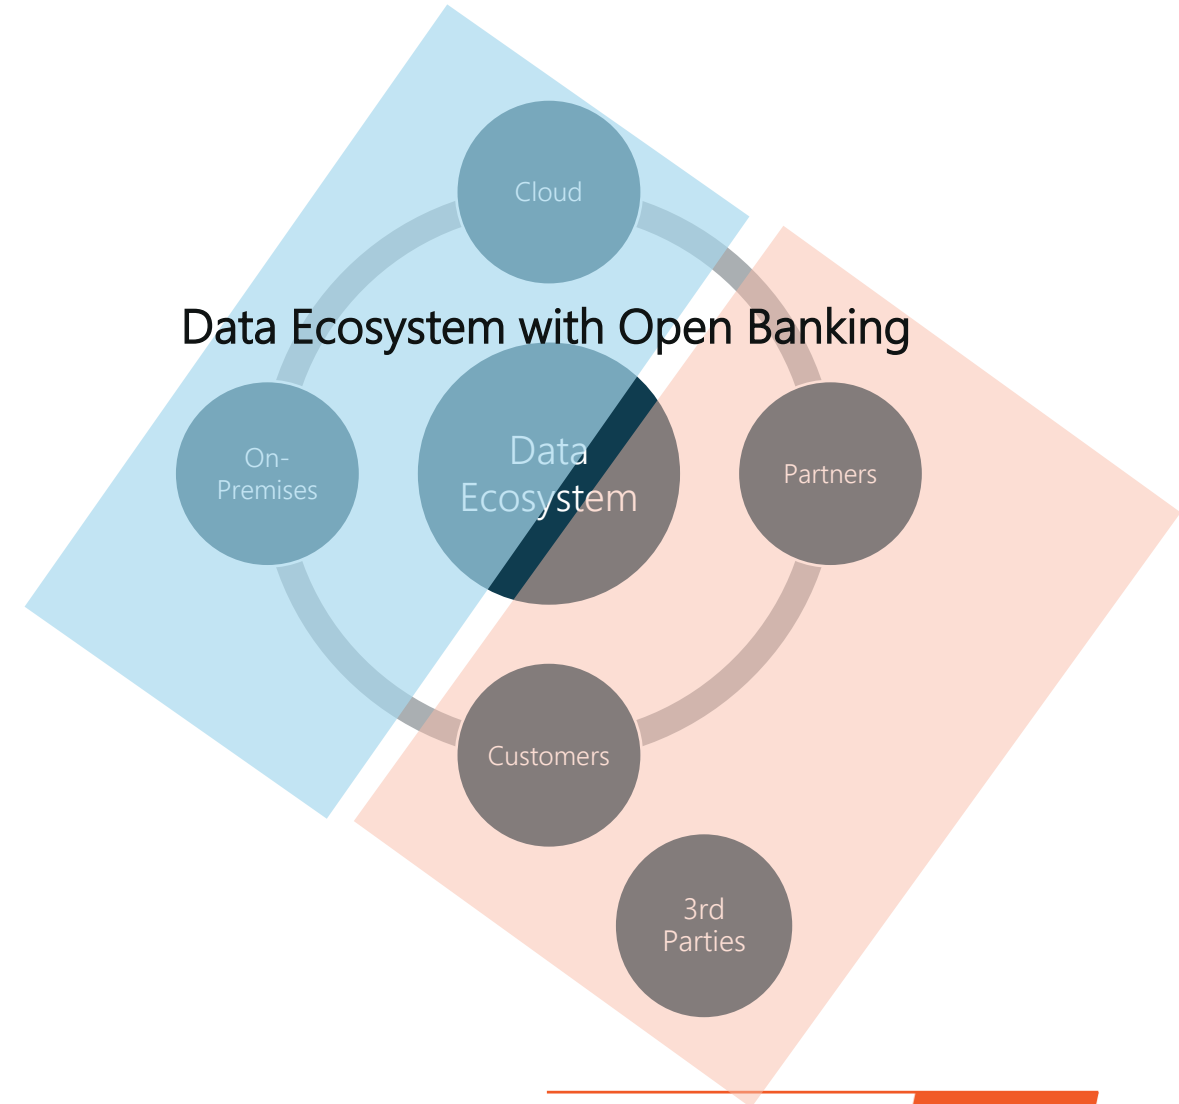 Cloud
Data Ecosystem with Open Banking
On-
Premises
Data
Ecosystem
Partners
Customers
3rd
Parties